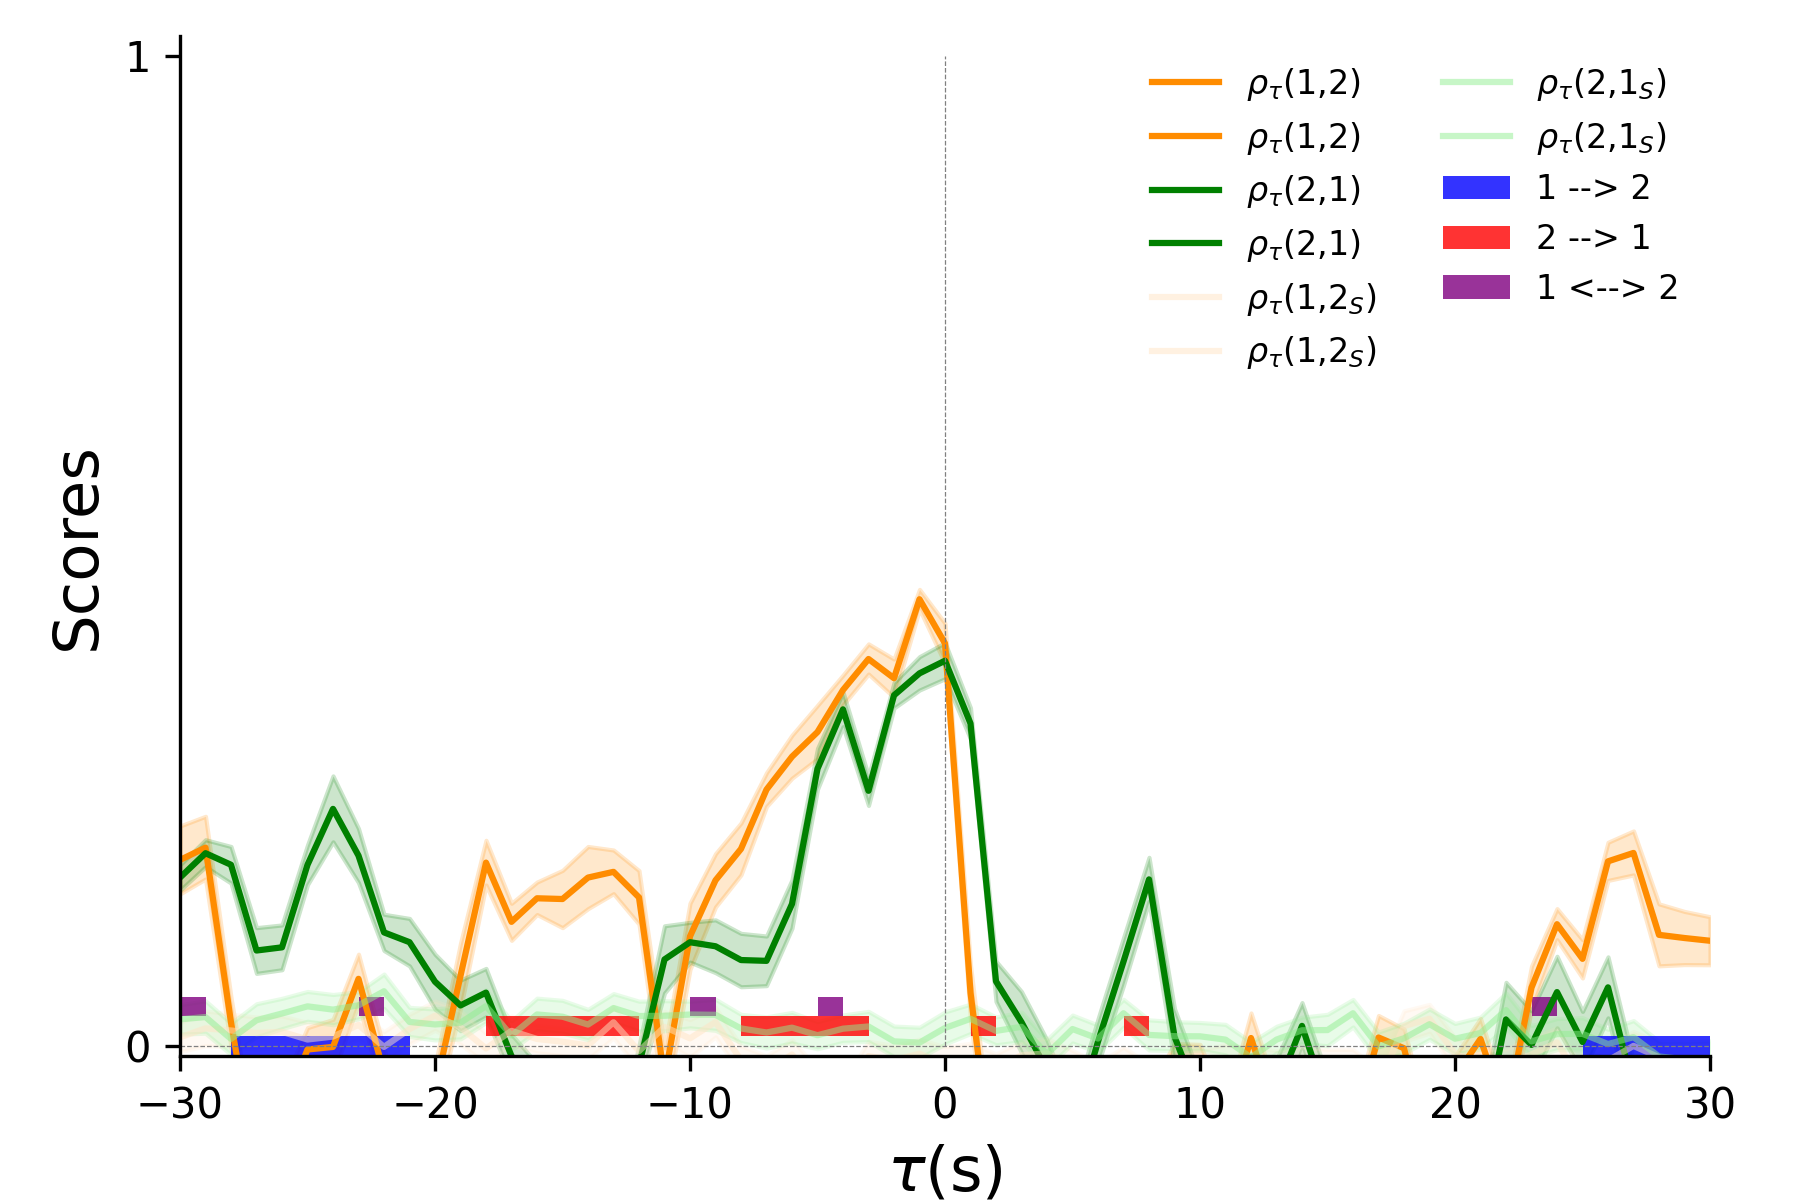 1
ρτ(1,2)
ρτ(1,2)
ρτ(2,1)
ρτ(2,1)
ρτ(1,2S)
ρτ(1,2S)
ρτ(2,1S)
ρτ(2,1S)
1 --> 2
2 --> 1
1 <--> 2
Scores
0
−30 −20 −10 0 10 20 30
τ(s)